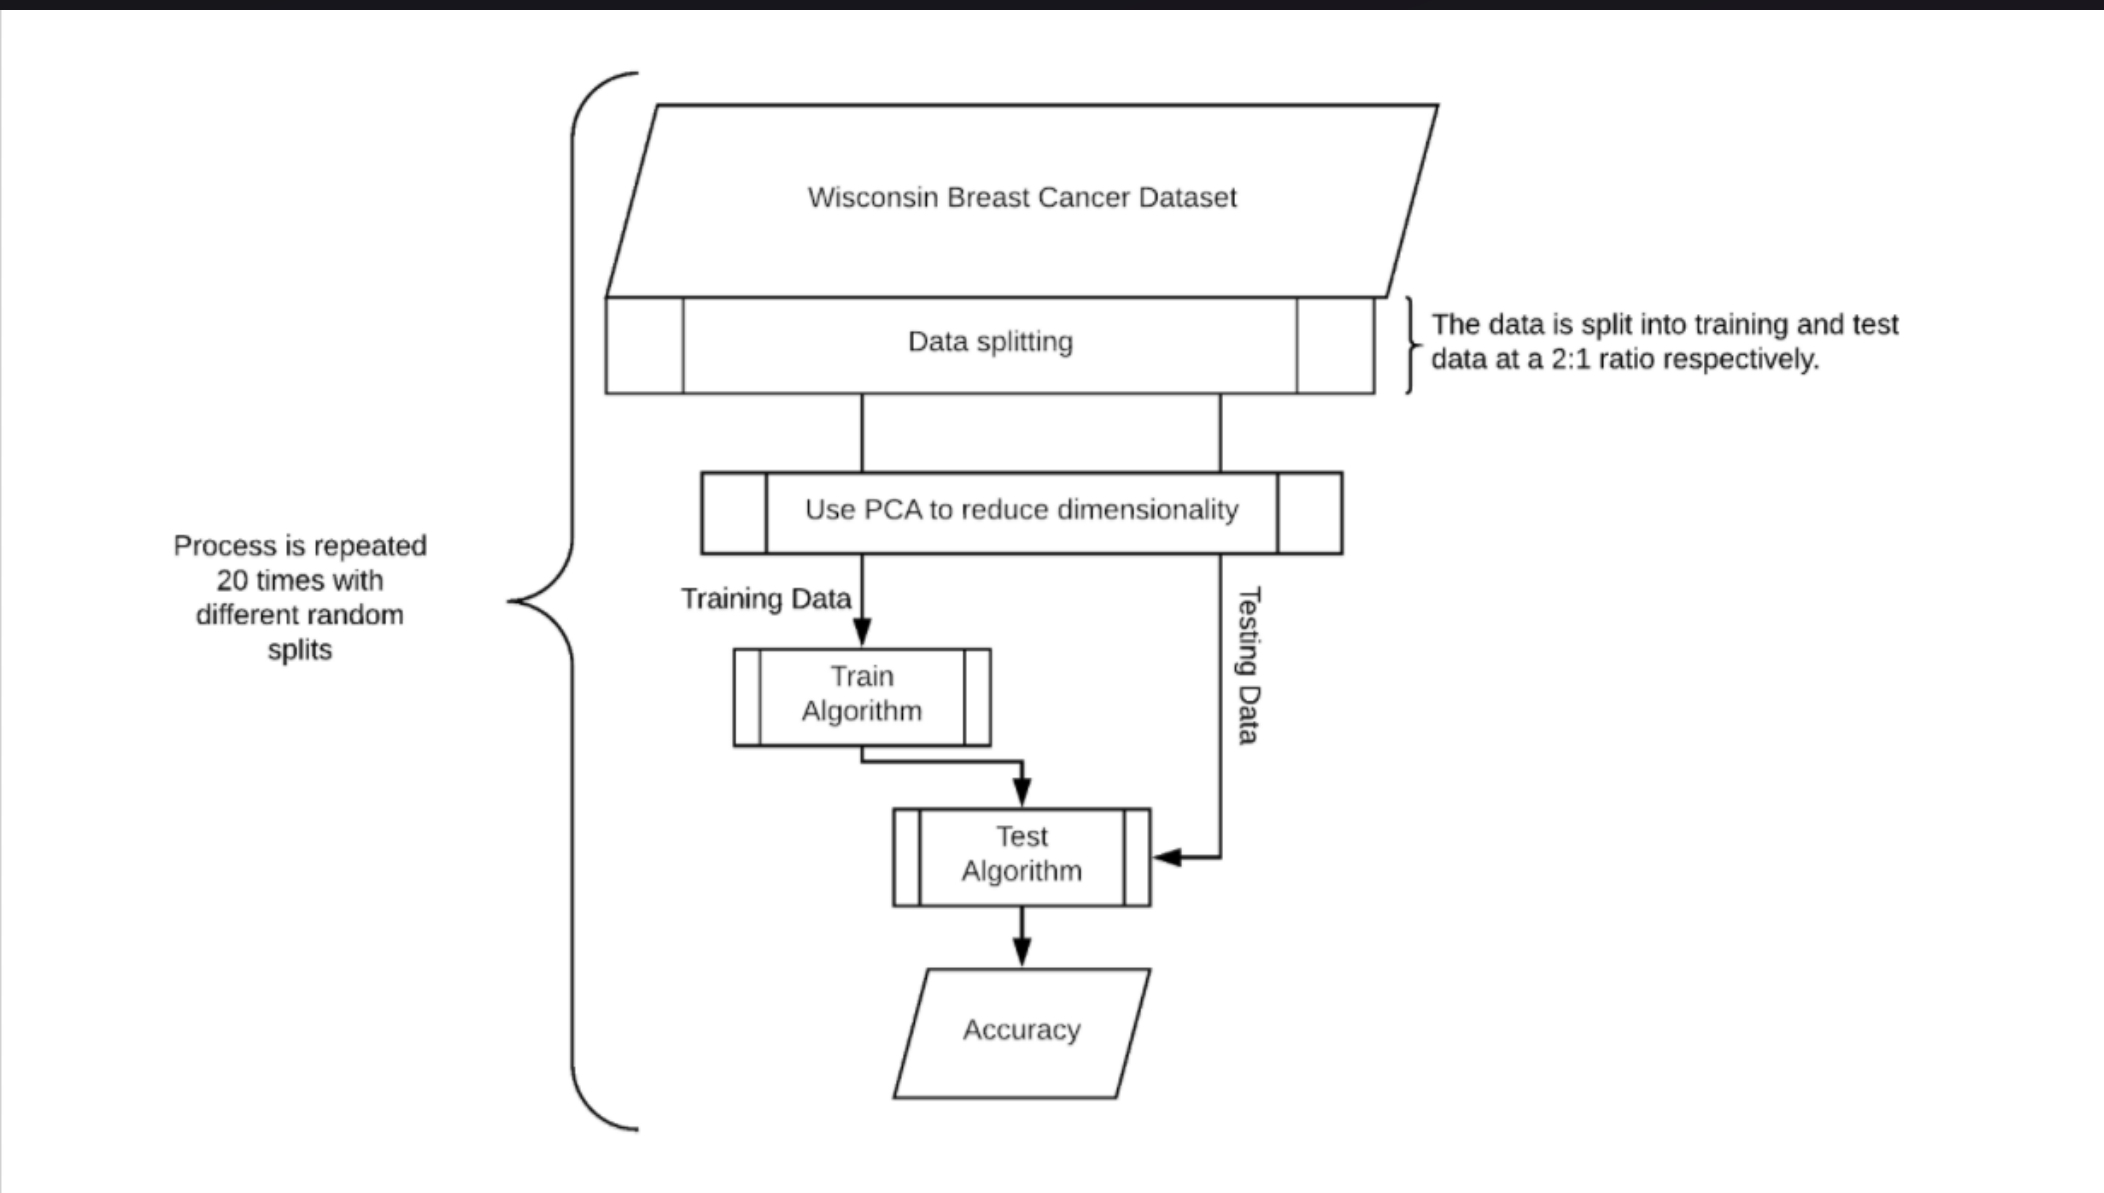 Wisconsin Breast Cancer Dataset
Data splitting
The data is split into training and test
data at a 2:1 ratio respectively.
Use PCA to reduce dimensionality
Process is repeated
20 times with
different random
splits
Training Data
Testing Data
Train
Algorithm
Test
Algorithm
Accuracy